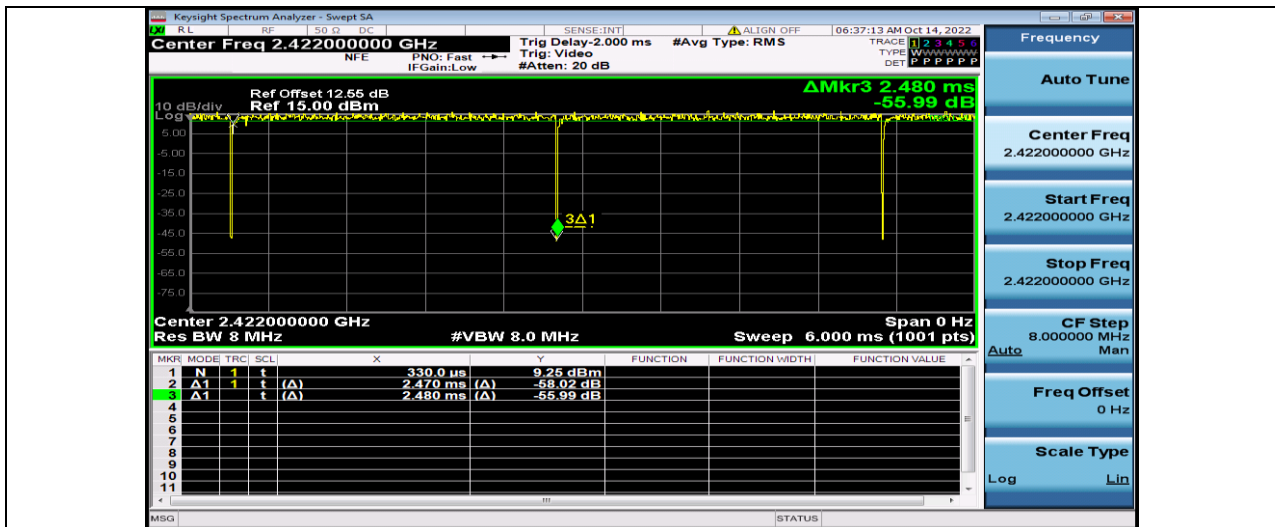 Keysight Spectrum Analyzer - Swept SA
LXI RL RF 50 Ω DC SENSE:INT ALIGN OFF 06:37:13 AM Oct 14, 2022
Center Freq 2.422000000 GHz
NFE PNO: Fast
IFGain:Low
Trig Delay-2.000 ms
Trig: Video
#Atten: 20 dB
#Avg Type: RMS
TRACE 1 2 3 4 5 6
TYPE WWWWWW
DET P P P P P P
Ref Offset 12.55 dB
10 dB/div Ref 15.00 dBm
Log
ΔMkr3 2.480 ms
-55.99 dB
5.00
-5.00
-15.0
-25.0
-35.0
-45.0
-55.0
-65.0
-75.0
3Δ1
Center 2.422000000 GHz Span 0 Hz
Res BW 8 MHz #VBW 8.0 MHz Sweep 6.000 ms (1001 pts)
MKR MODE TRC SCL X Y FUNCTION FUNCTION WIDTH FUNCTION VALUE
1 N 1 t 330.0 µs 9.25 dBm
2 Δ1 1 t (Δ) 2.470 ms (Δ) -58.02 dB
3 Δ1 t (Δ) 2.480 ms (Δ) -55.99 dB
4
5
6
7
8
9
10
11
MSG STATUS
Frequency
Auto Tune
Center Freq
2.422000000 GHz
Start Freq
2.422000000 GHz
Stop Freq
2.422000000 GHz
CF Step
8.000000 MHz
Auto Man
Freq Offset
0 Hz
Scale Type
Log Lin